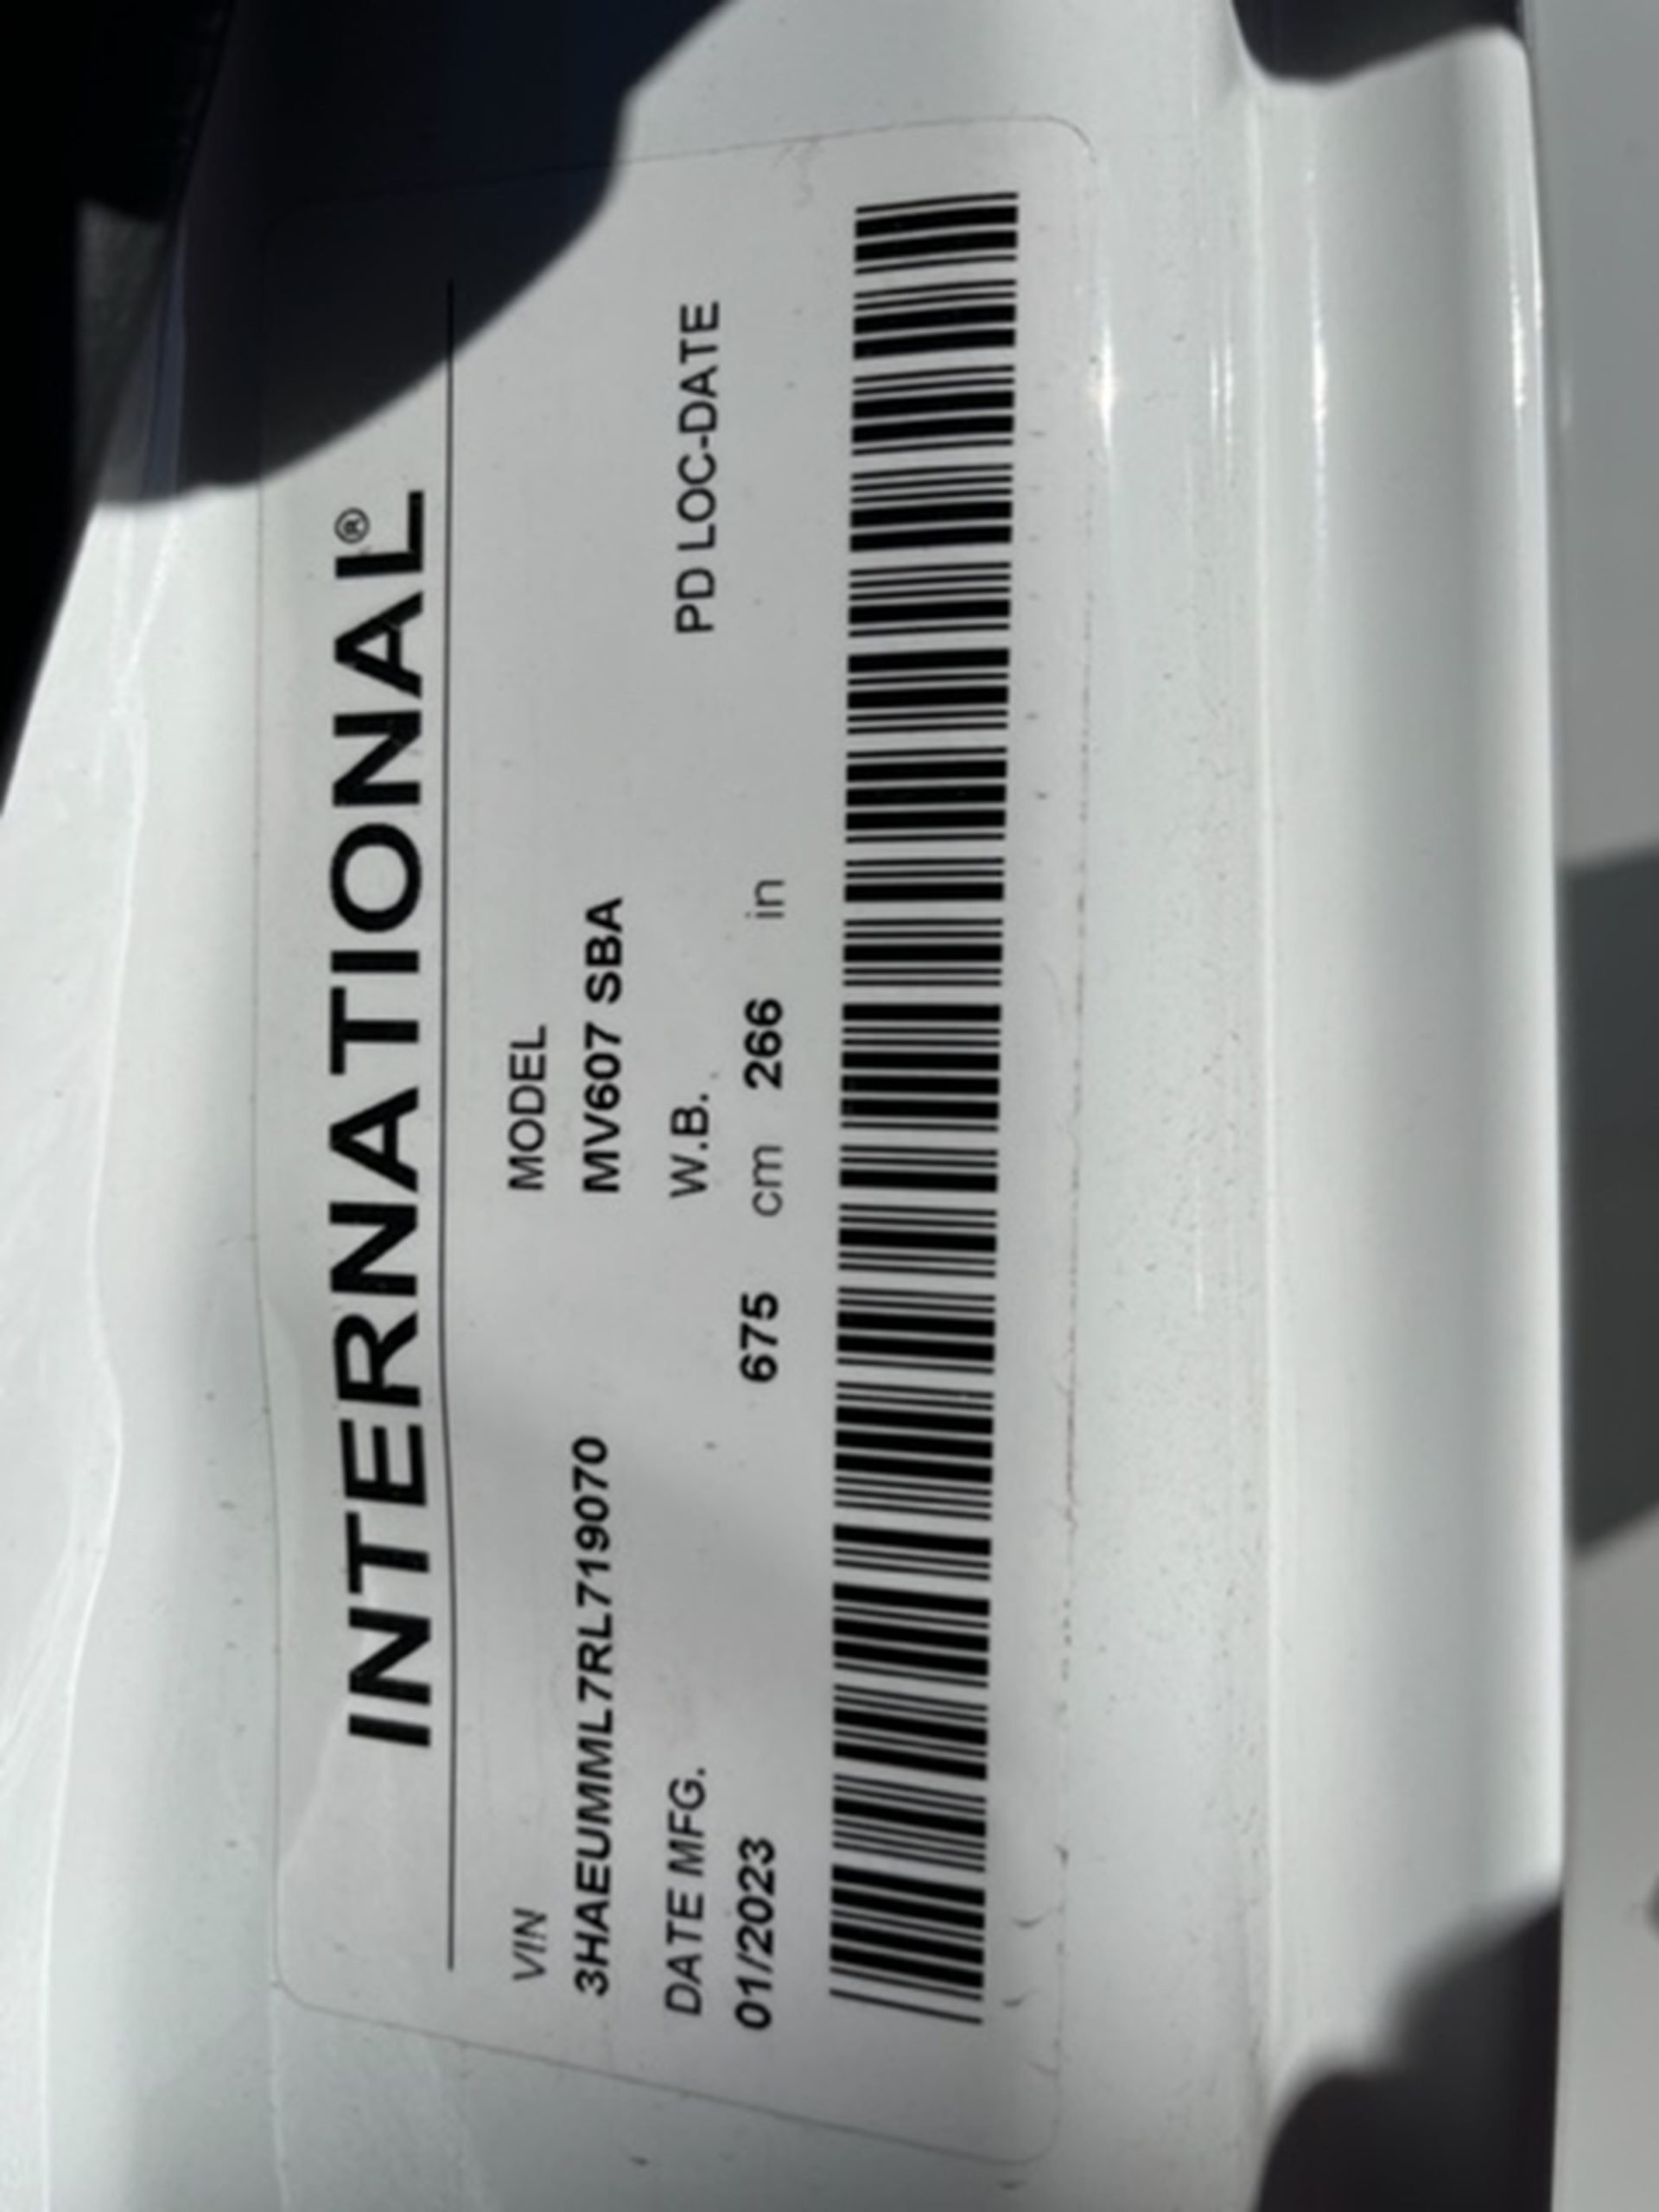 INTERNATIONAL®
VIN MODEL
3HAEUMML7RL719070 MV607 SBA
DATE MFG. W.B. PD LOC-DATE
01/2023 675 cm 266 in